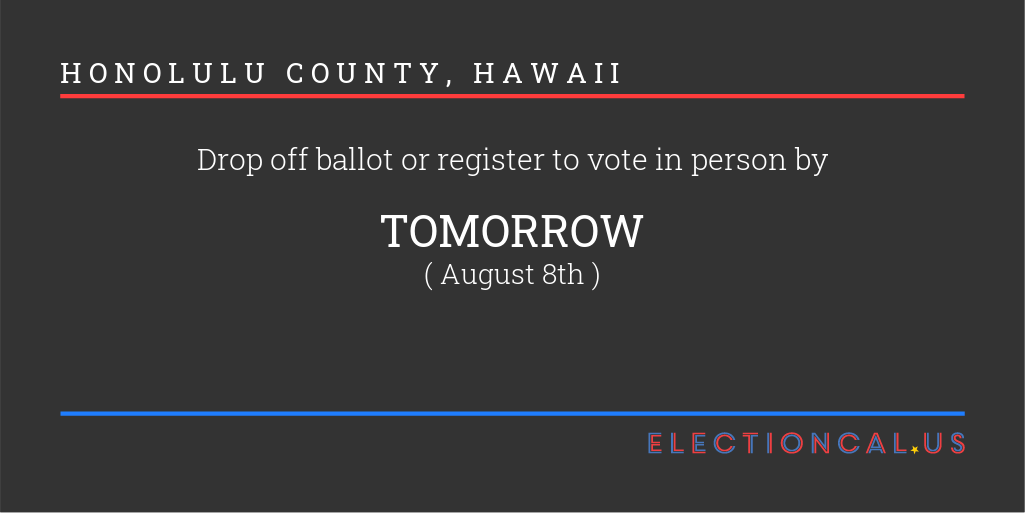 HONOLULU COUNTY, HAWAII
Drop off ballot or register to vote in person by
TOMORROW
( August 8th )
ELECTIONCAL.US